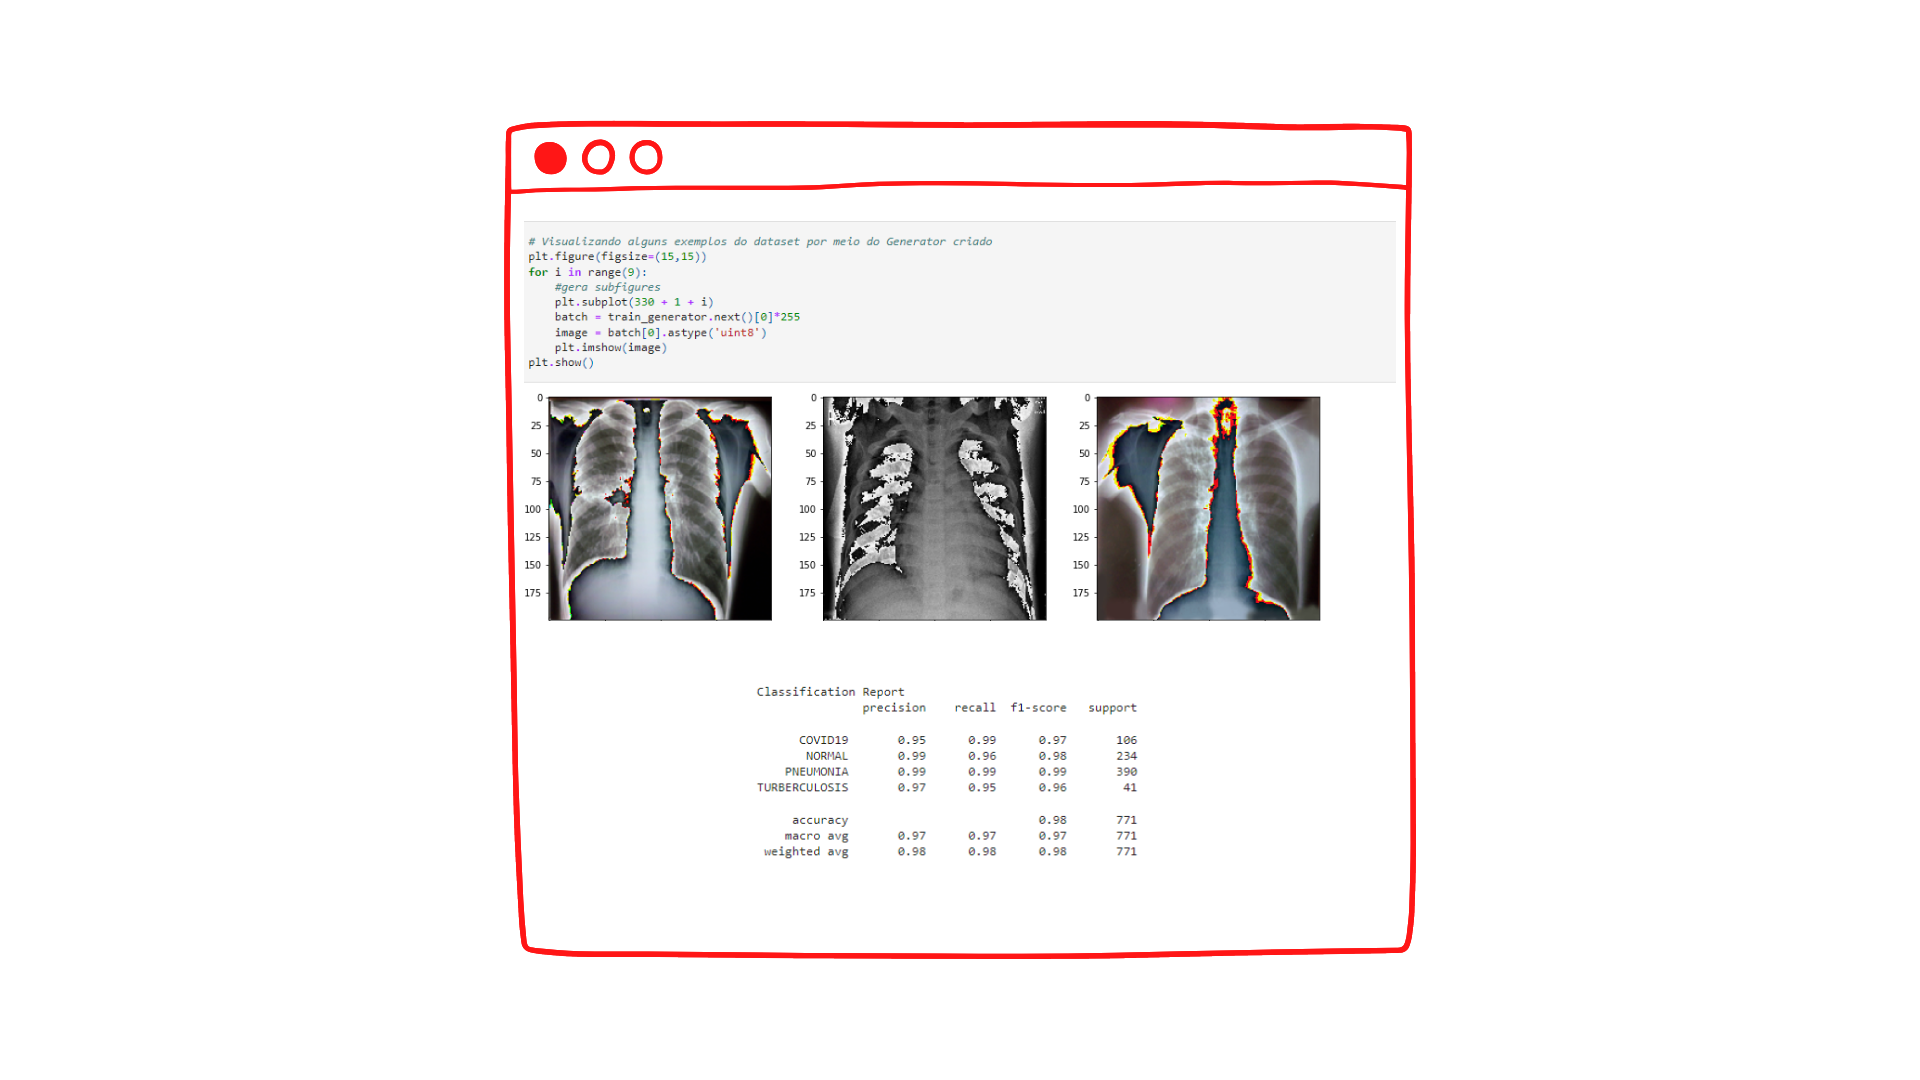 # Visualizando alguns exemplos do dataset por meio do Generator criado
plt.figure(figsize=(15,15))
for i in range(9):
    #gera subfigures
    plt.subplot(330 + 1 + i)
    batch = train_generator.next()[0]*255
    image = batch[0].astype('uint8')
    plt.imshow(image)
plt.show()
0 0 0
25 25 25
50 50 50
75 75 75
100 100 100
125 125 125
150 150 150
175 175 175
Classification Report
precision recall f1-score support
COVID19 0.95 0.99 0.97 106
NORMAL 0.99 0.96 0.98 234
PNEUMONIA 0.99 0.99 0.99 390
TURBERCULOSIS 0.97 0.95 0.96 41
accuracy 0.98 771
macro avg 0.97 0.97 0.97 771
weighted avg 0.98 0.98 0.98 771